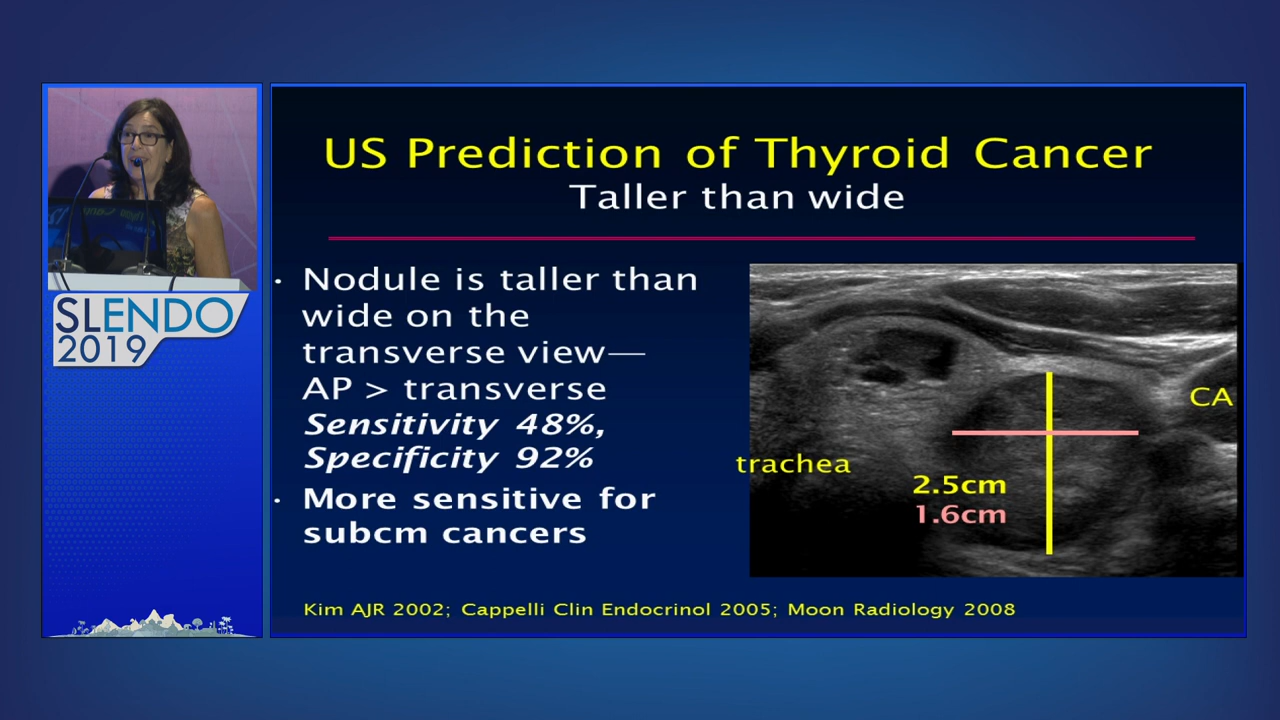 SLENDO
2019
US Prediction of Thyroid Cancer
Taller than wide
• Nodule is taller than
wide on the
transverse view—
AP > transverse
Sensitivity 48%,
Specificity 92%
• More sensitive for
subcm cancers
CA
trachea
2.5cm
1.6cm
Kim AJR 2002; Cappelli Clin Endocrinol 2005; Moon Radiology 2008